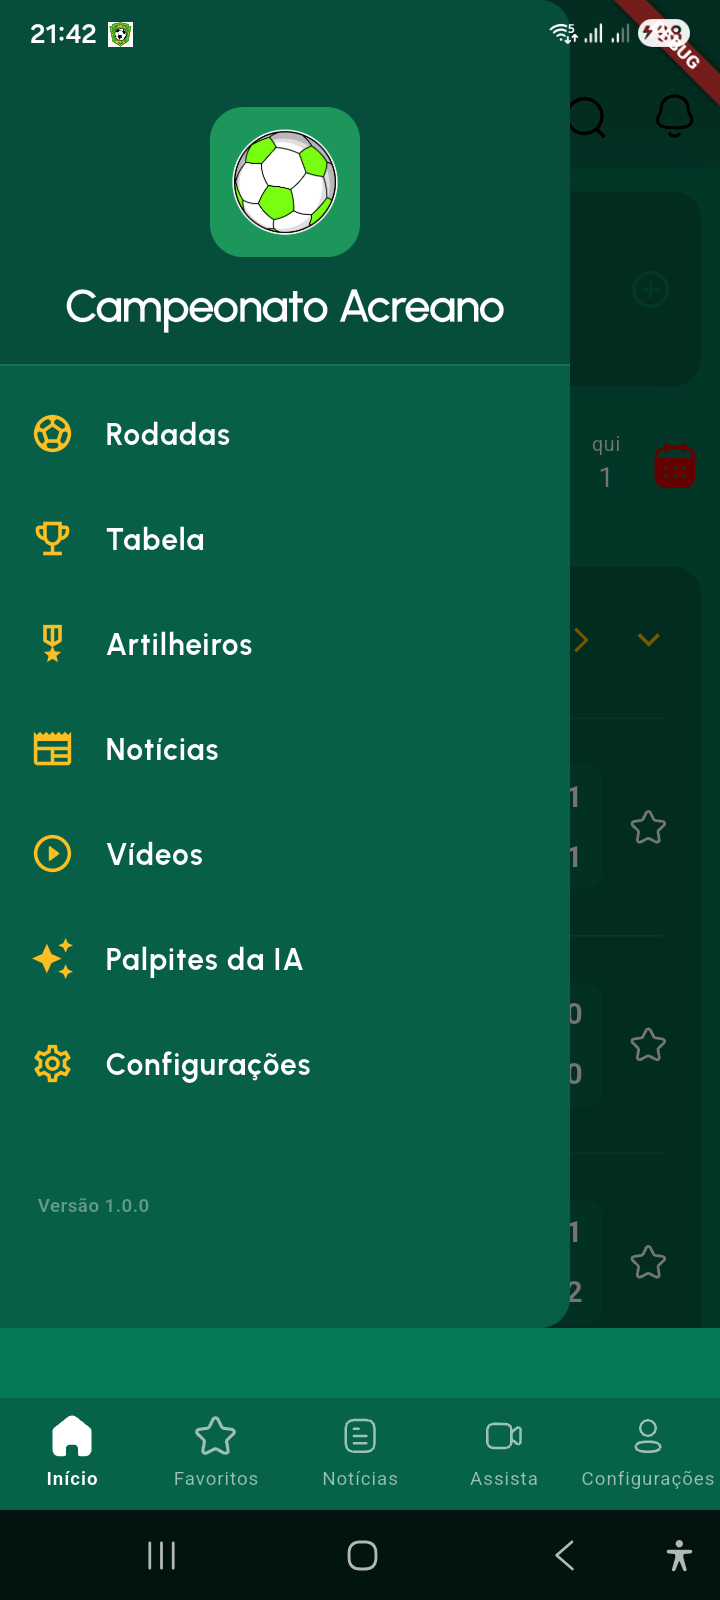 21:42
Campeonato Acreano
Rodadas
Tabela
Artilheiros
Notícias
Vídeos
Palpites da IA
Configurações
Versão 1.0.0
qui
1
1
1
0
0
1
2
Início
Favoritos
Notícias
Assista
Configurações